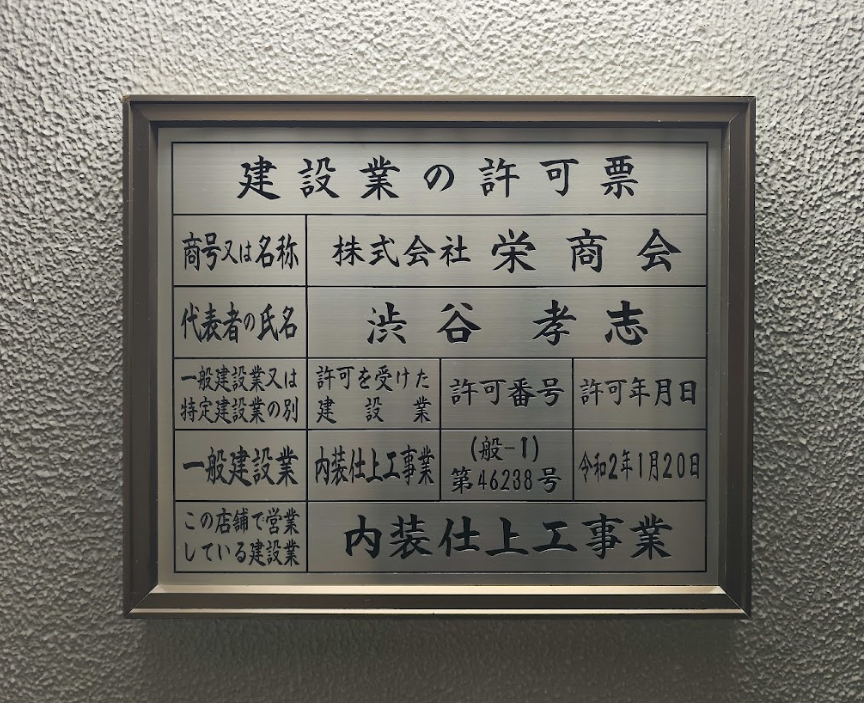 建設業の許可票
商号又は名称 株式会社 栄商会
代表者の氏名 渋谷 孝志
一般建設業又は 許可を受けた 許可番号 許可年月日
特定建設業の別 建設業
一般建設業 内装仕上工事業 (般-1) 令和2年1月20日
第46238号
この店舗で営業 内装仕上工事業
している建設業